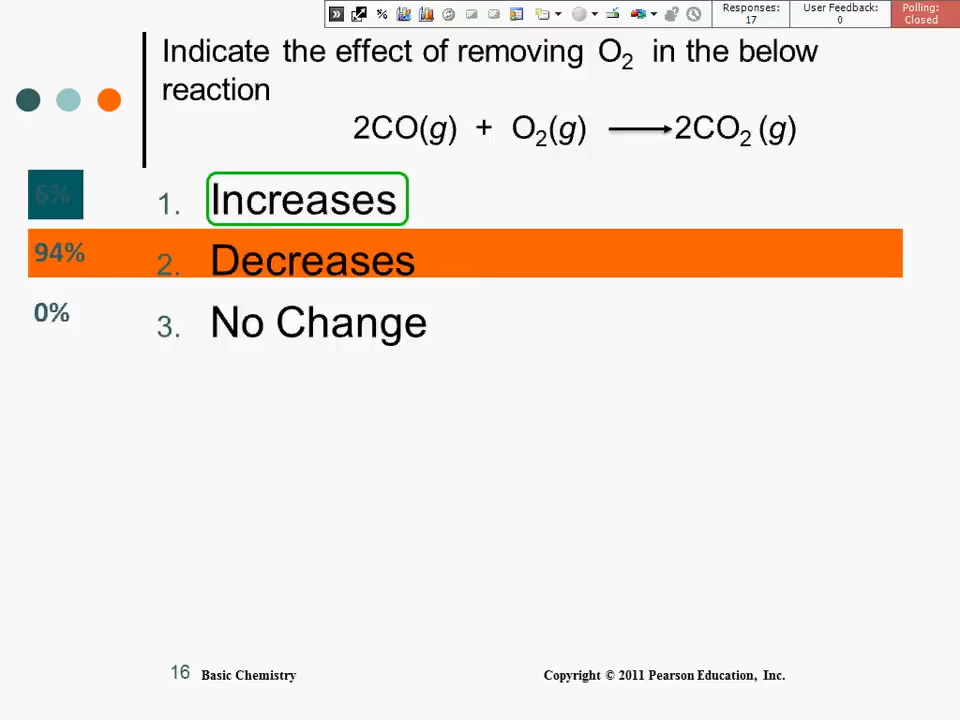 Responses: 17
User Feedback: 0
Polling: Closed
Indicate the effect of removing O₂ in the below
reaction
2CO(g) + O₂(g) ⟶ 2CO₂ (g)
6% 1. Increases
94% 2. Decreases
0% 3. No Change
16 Basic Chemistry Copyright © 2011 Pearson Education, Inc.